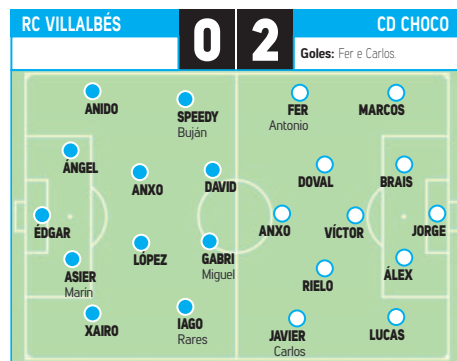 RC VILLALBÉS
0
2
CD CHOCO
Goles: Fer e Carlos.
ANIDO
SPEEDY
Buján
FER
Antonio
MARCOS
ÁNGEL
ANXO
DAVID
DOVAL
BRAIS
ÉDGAR
ANXO
VÍCTOR
JORGE
LÓPEZ
GABRI
Miguel
ASIER
Marín
RIELO
ÁLEX
XAIRO
IAGO
Rares
JAVIER
Carlos
LUCAS